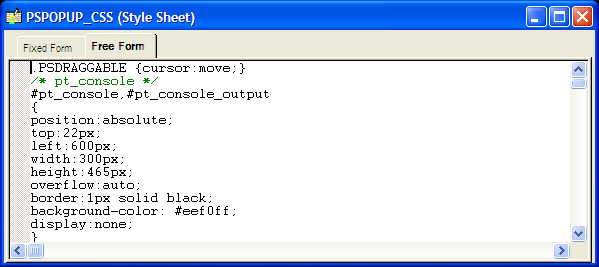 PSPOPUP_CSS (Style Sheet)
Fixed Form
Free Form
.PSDRAGGABLE {cursor:move;}
/* pt_console */
#pt_console,#pt_console_output
{
position:absolute;
top:22px;
left:600px;
width:300px;
height:465px;
overflow:auto;
border:1px solid black;
background-color: #eef0ff;
display:none;
}